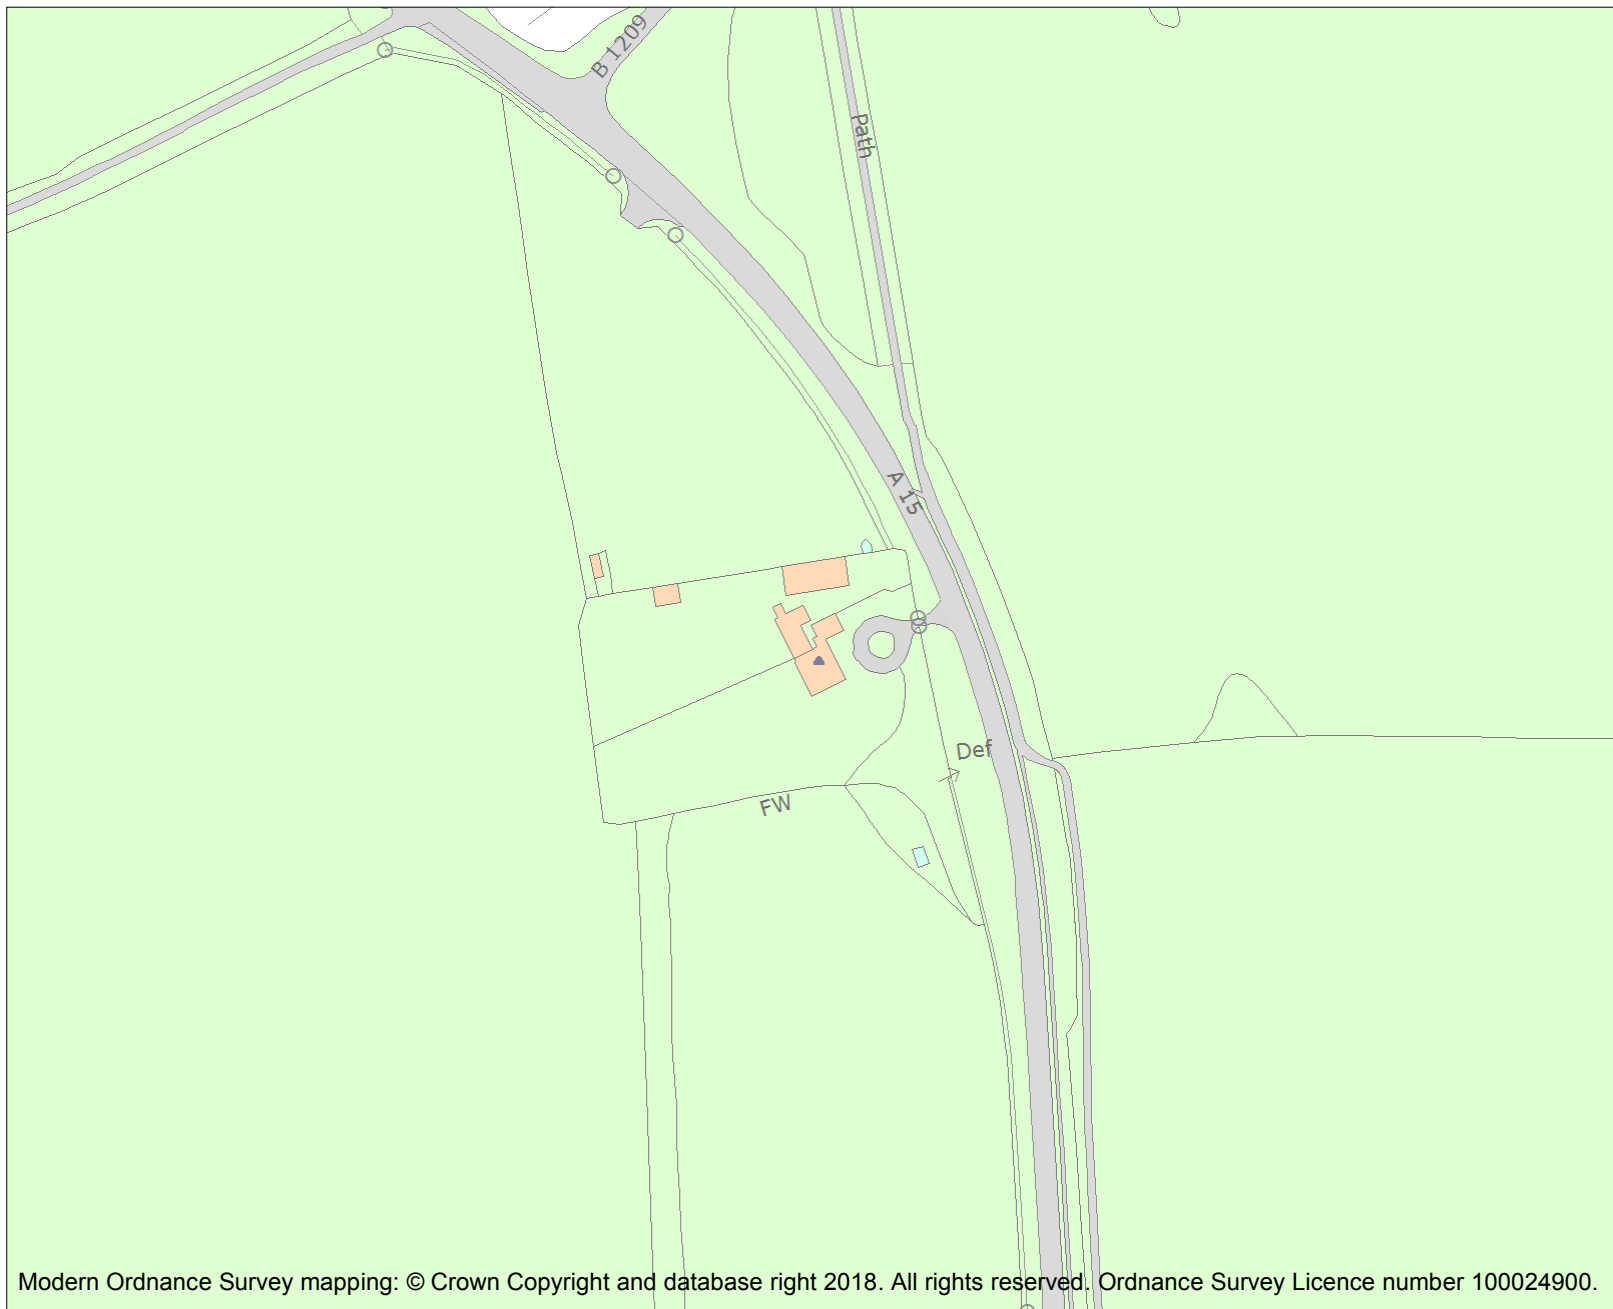 B 1209
Path
A 15
Def
FW
Modern Ordnance Survey mapping: © Crown Copyright and database right 2018. All rights reserved. Ordnance Survey Licence number 100024900.